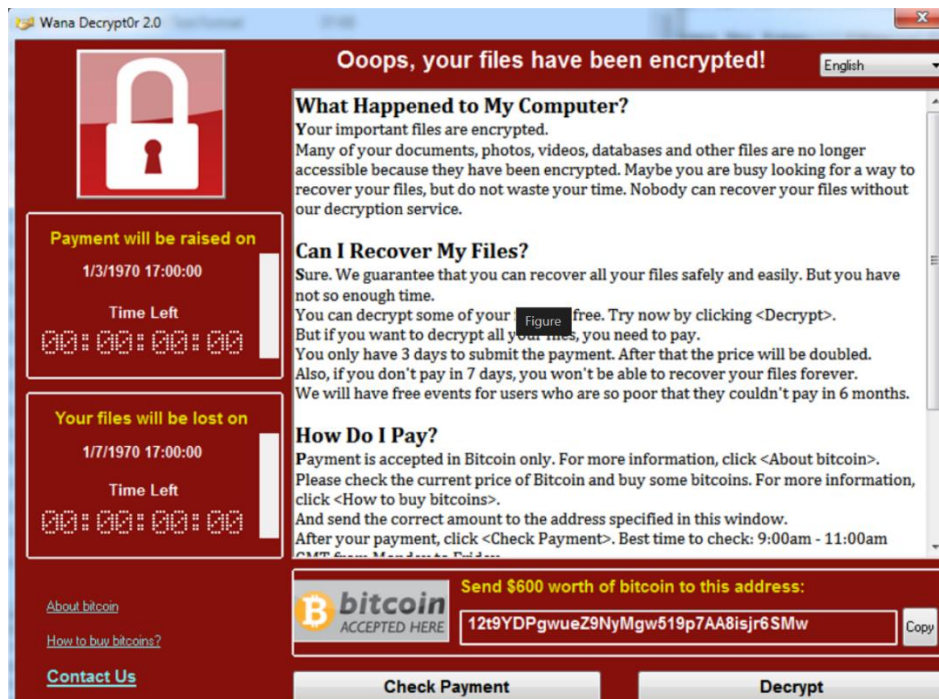 Wana Decrypt0r 2.0
Ooops, your files have been encrypted!
English
What Happened to My Computer?
Your important files are encrypted.
Many of your documents, photos, videos, databases and other files are no longer
accessible because they have been encrypted. Maybe you are busy looking for a way to
recover your files, but do not waste your time. Nobody can recover your files without
our decryption service.
Can I Recover My Files?
Sure. We guarantee that you can recover all your files safely and easily. But you have
not so enough time.
You can decrypt some of your free. Try now by clicking <Decrypt>.
Figure
But if you want to decrypt all your files, you need to pay.
You only have 3 days to submit the payment. After that the price will be doubled.
Also, if you don't pay in 7 days, you won't be able to recover your files forever.
We will have free events for users who are so poor that they couldn't pay in 6 months.
How Do I Pay?
Payment is accepted in Bitcoin only. For more information, click <About bitcoin>.
Please check the current price of Bitcoin and buy some bitcoins. For more information,
click <How to buy bitcoins>.
And send the correct amount to the address specified in this window.
After your payment, click <Check Payment>. Best time to check: 9:00am - 11:00am
GMT from Monday to Friday
Payment will be raised on
1/3/1970 17:00:00
Time Left
00:00:00:00
Your files will be lost on
1/7/1970 17:00:00
Time Left
00:00:00:00
About bitcoin
How to buy bitcoins?
Contact Us
bitcoin
ACCEPTED HERE
Send $600 worth of bitcoin to this address:
12t9YDPgwueZ9NyMgw519p7AA8isjr6SMw
Copy
Check Payment
Decrypt